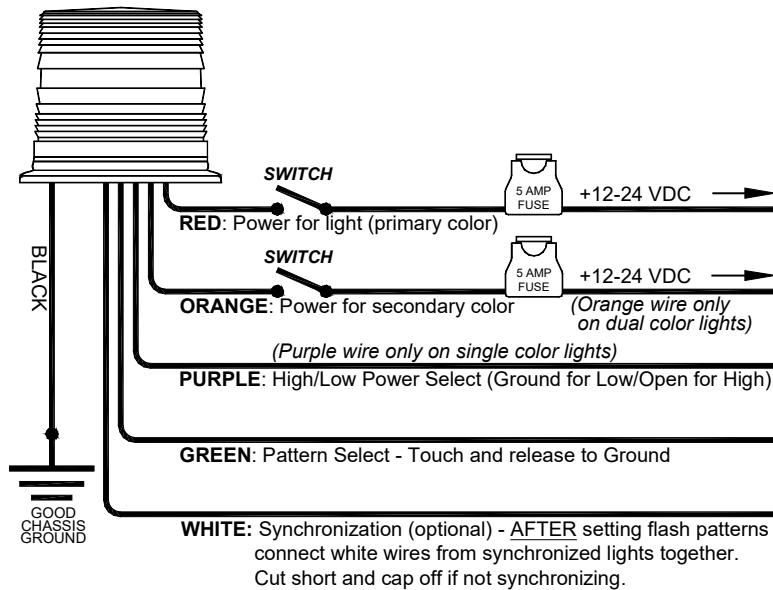 SWITCH
5 AMP
FUSE
+12-24 VDC
RED: Power for light (primary color)
BLACK
SWITCH
5 AMP
FUSE
+12-24 VDC
ORANGE: Power for secondary color
(Orange wire only
on dual color lights)
(Purple wire only on single color lights)
PURPLE: High/Low Power Select (Ground for Low/Open for High)
GREEN: Pattern Select - Touch and release to Ground
GOOD
CHASSIS
GROUND
WHITE: Synchronization (optional) - AFTER setting flash patterns
connect white wires from synchronized lights together.
Cut short and cap off if not synchronizing.